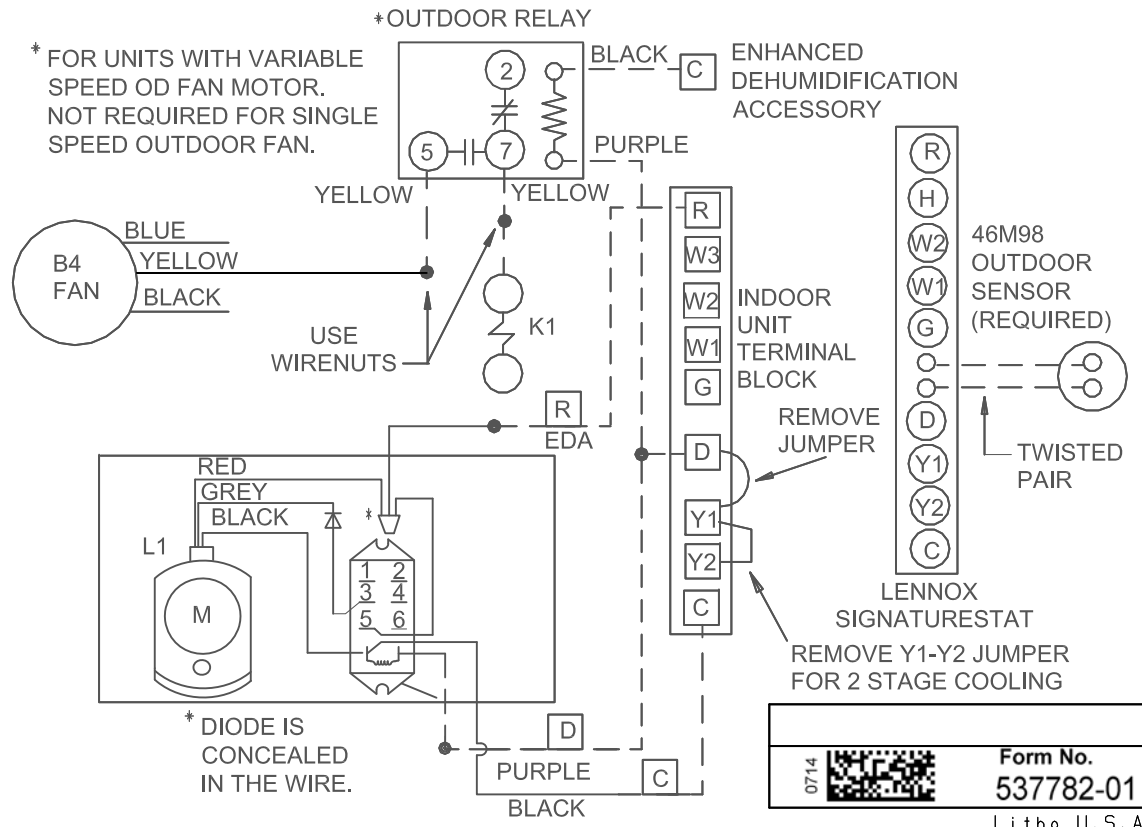 *OUTDOOR RELAY
* FOR UNITS WITH VARIABLE
SPEED OD FAN MOTOR.
NOT REQUIRED FOR SINGLE
SPEED OUTDOOR FAN.
2
5
7
BLACK
C
ENHANCED
DEHUMIDIFICATION
ACCESSORY
PURPLE
YELLOW
YELLOW
B4
FAN
BLUE
YELLOW
BLACK
USE
WIRENUTS
K1
R
EDA
R
W3
W2
W1
G
D
Y1
Y2
C
INDOOR
UNIT
TERMINAL
BLOCK
REMOVE
JUMPER
R
H
W2
W1
G
D
Y1
Y2
C
46M98
OUTDOOR
SENSOR
(REQUIRED)
TWISTED
PAIR
LENNOX
SIGNATURESTAT
REMOVE Y1-Y2 JUMPER
FOR 2 STAGE COOLING
RED
GREY
BLACK
L1
M
*
1 2
3 4
5 6
* DIODE IS
CONCEALED
IN THE WIRE.
D
PURPLE
C
BLACK
0714
Form No.
537782-01
Litho U.S.A